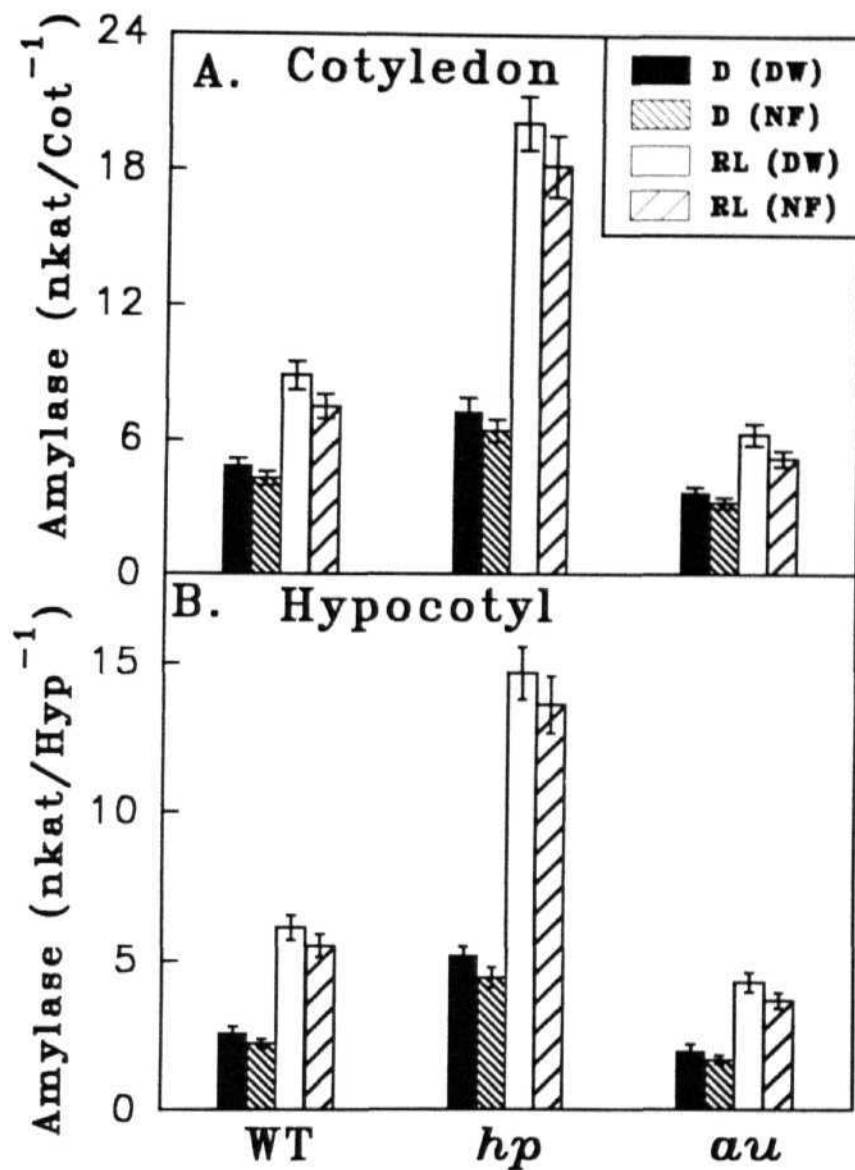 A. Cotyledon
D (DW)
D (NF)
RL (DW)
RL (NF)
Amylase (nkat/Cot⁻¹)
24
18
12
6
0
B. Hypocotyl
Amylase (nkat/Hyp⁻¹)
15
10
5
0
WT hp au